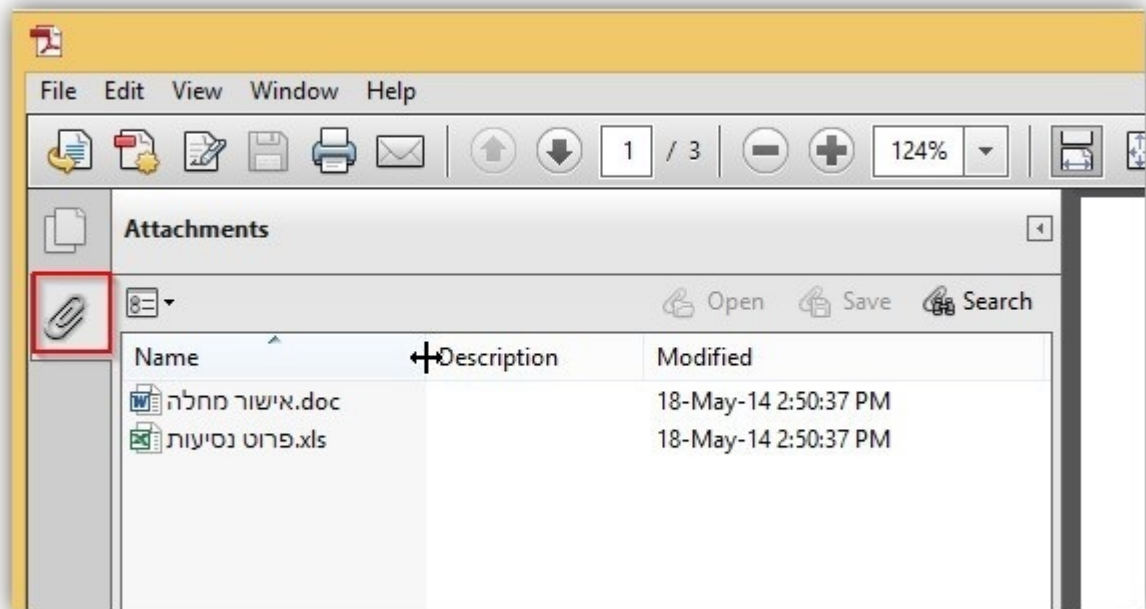 File Edit View Window Help
1 / 3 124%
Attachments
Open Save Search
Name Description Modified
אישור מחלה.doc 18-May-14 2:50:37 PM
פרוט נסיעות.xls 18-May-14 2:50:37 PM